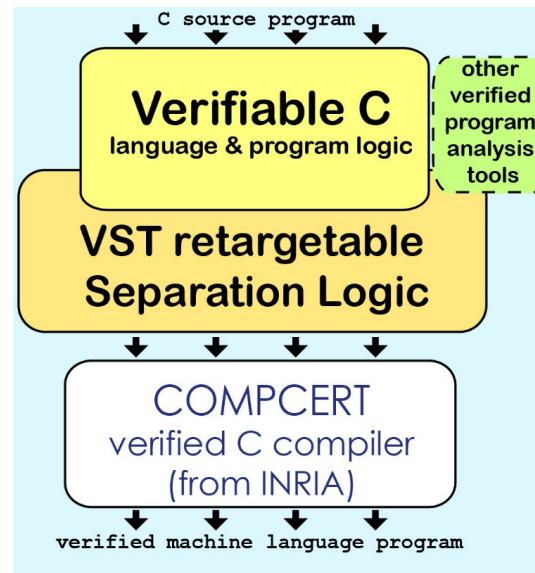 C source program
Verifiable C
language & program logic
other
verified
program
analysis
tools
VST retargetable
Separation Logic
COMPCERT
verified C compiler
(from INRIA)
verified machine language program